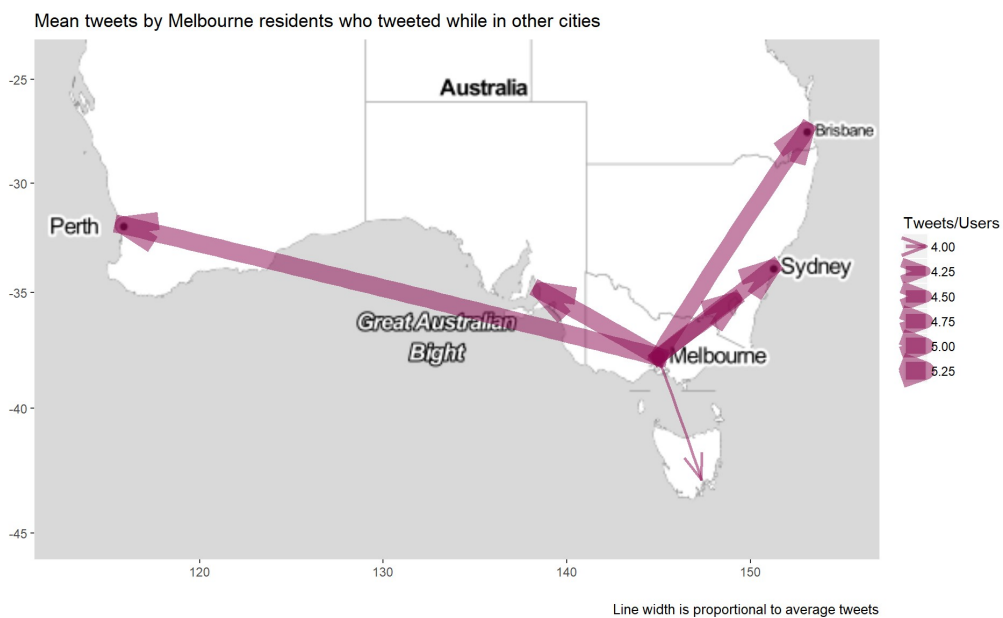 Mean tweets by Melbourne residents who tweeted while in other cities
-25
-30
-35
-40
-45
Australia
Brisbane
Perth
Sydney
Great Australian
Bight
Melbourne
120
130
140
150
Tweets/Users
4.00
4.25
4.50
4.75
5.00
5.25
Line width is proportional to average tweets